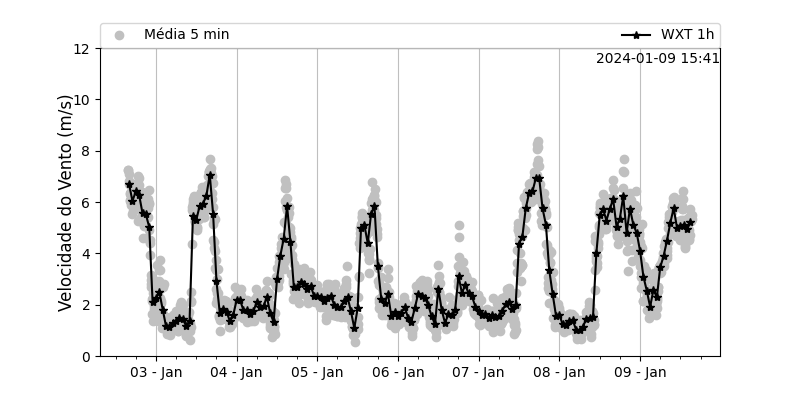 Média 5 min
WXT 1h
2024-01-09 15:41
Velocidade do Vento (m/s)
12
10
8
6
4
2
0
03 - Jan
04 - Jan
05 - Jan
06 - Jan
07 - Jan
08 - Jan
09 - Jan